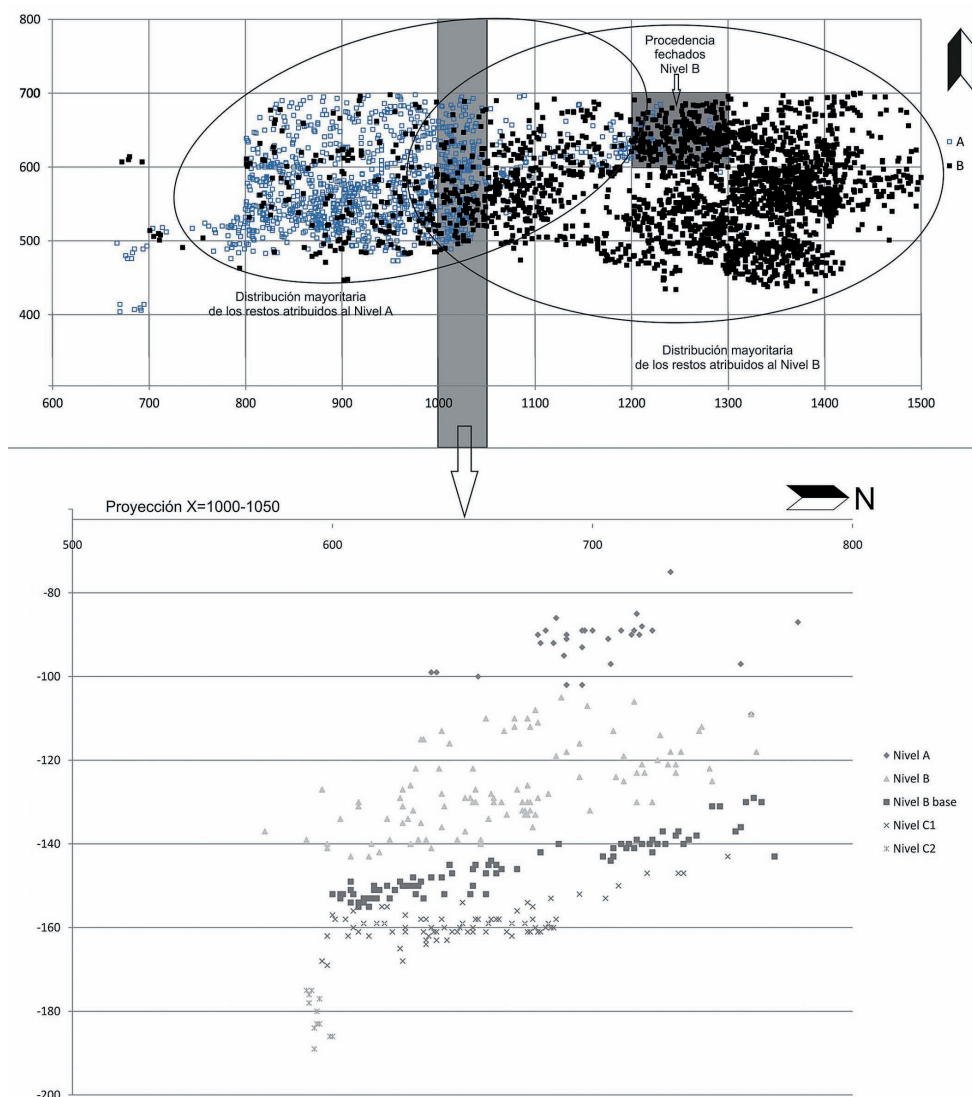 800
700
600
500
400
Procedencia
fechados
Nivel B
A
B
Distribución mayoritaria
de los restos atribuidos al Nivel A
Distribución mayoritaria
de los restos atribuidos al Nivel B
600 700 800 900 1000 1100 1200 1300 1400 1500
Proyección X=1000-1050
N
500 600 700 800
-80
-100
-120
-140
-160
-180
-200
Nivel A
Nivel B
Nivel B base
Nivel C1
Nivel C2